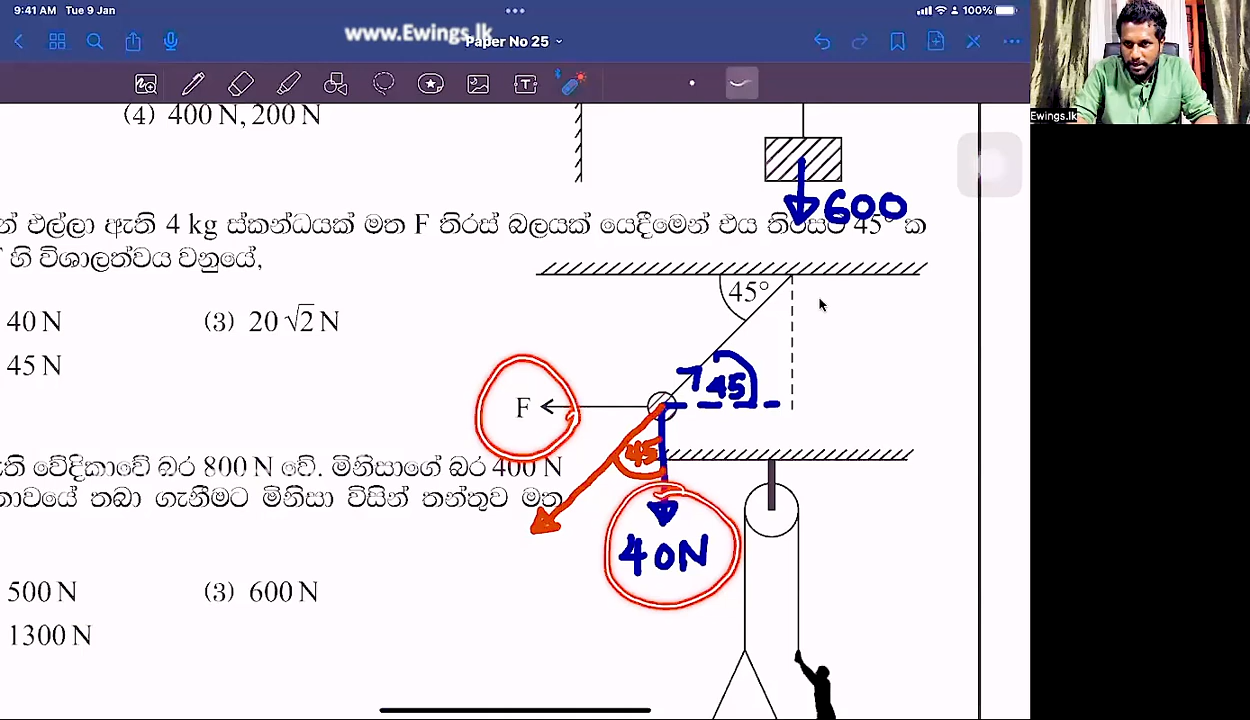 9:41 AM Tue 9 Jan
100%
www.Ewings.lk
Paper No 25
Ewings.lk
(4) 400 N, 200 N
600
න් එල්ලා ඇති 4 kg ස්කන්ධයක් මත F තිරස් බලයක් යෙදීමෙන් එය තිරසට 45° ක
හි විශාලත්වය වනුයේ,
45°
40 N (3) 20 √2 N
45 N
T 45
F
45
ති වේදිකාවේ බර 800 N වේ. මිනිසාගේ බර 400 N
තාවයේ තබා ගැනීමට මිනිසා විසින් තන්තුව මත
40N
500 N (3) 600 N
1300 N